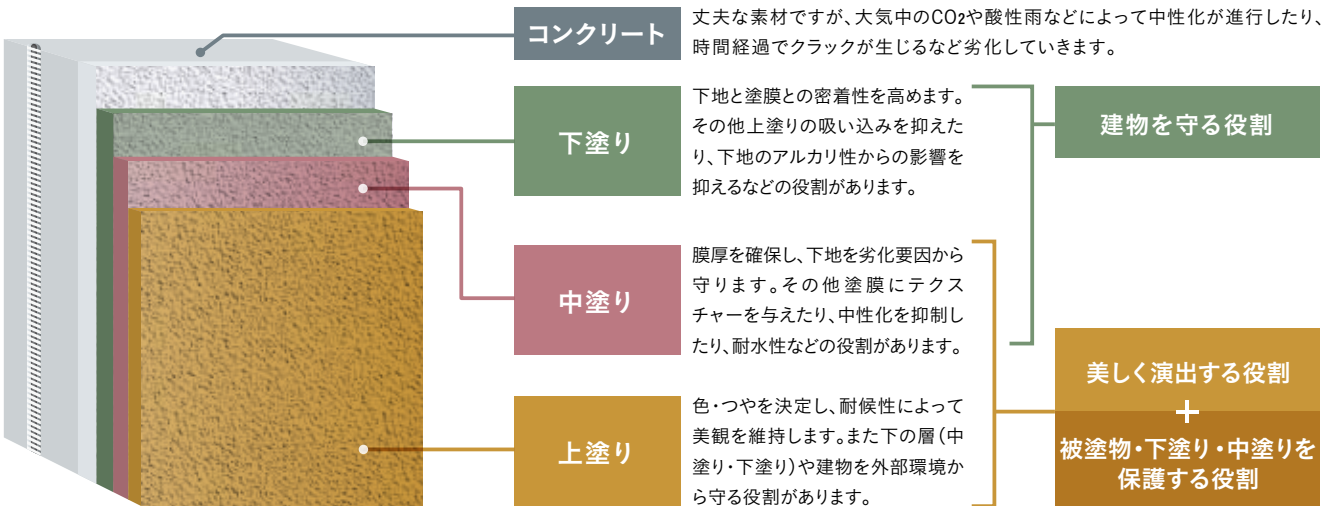 コンクリート
丈夫な素材ですが、大気中のCO2や酸性雨などによって中性化が進行したり、
時間経過でクラックが生じるなど劣化していきます。
下塗り
下地と塗膜との密着性を高めます。
その他上塗りの吸い込みを抑えた
り、下地のアルカリ性からの影響を
抑えるなどの役割があります。
建物を守る役割
中塗り
膜厚を確保し、下地を劣化要因から
守ります。その他塗膜にテクス
チャーを与えたり、中性化を抑制し
たり、耐水性などの役割があります。
上塗り
色・つやを決定し、耐候性によって
美観を維持します。また下の層(中
塗り・下塗り)や建物を外部環境か
ら守る役割があります。
美しく演出する役割
+
被塗物・下塗り・中塗りを
保護する役割